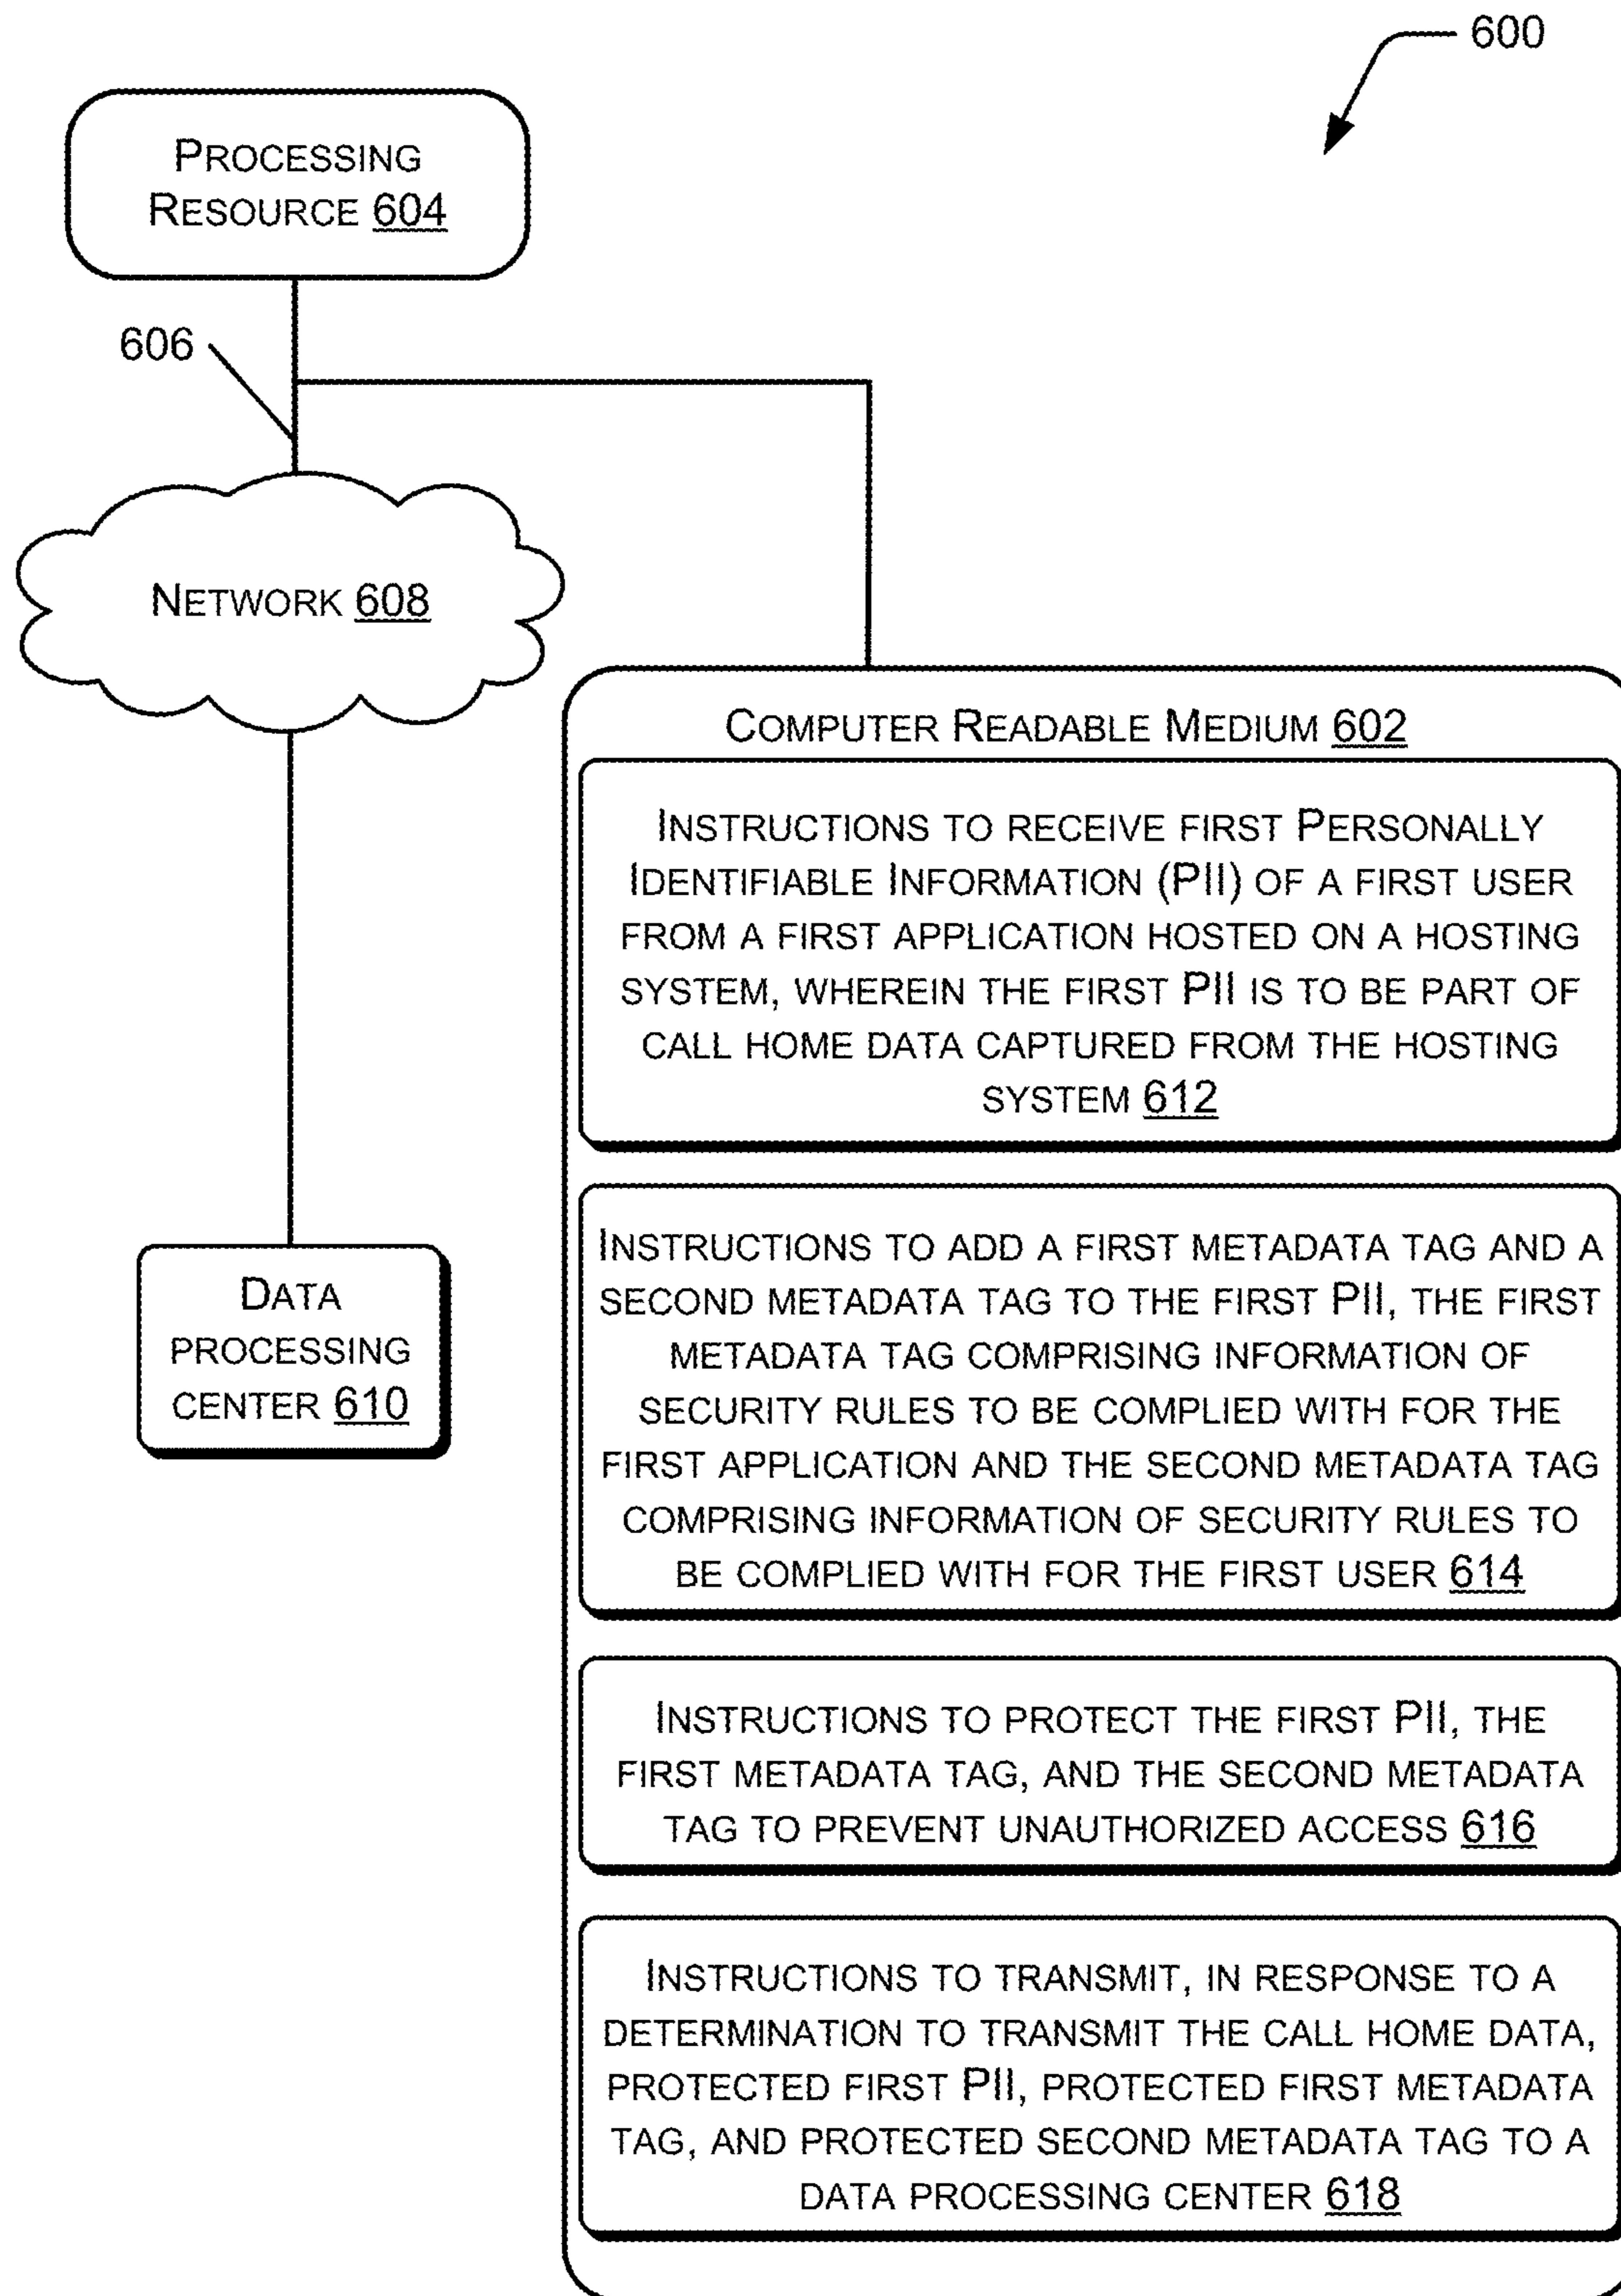 600
PROCESSING
RESOURCE 604
606
NETWORK 608
DATA
PROCESSING
CENTER 610
COMPUTER READABLE MEDIUM 602
INSTRUCTIONS TO RECEIVE FIRST PERSONALLY
IDENTIFIABLE INFORMATION (PII) OF A FIRST USER
FROM A FIRST APPLICATION HOSTED ON A HOSTING
SYSTEM, WHEREIN THE FIRST PII IS TO BE PART OF
CALL HOME DATA CAPTURED FROM THE HOSTING
SYSTEM 612
INSTRUCTIONS TO ADD A FIRST METADATA TAG AND A
SECOND METADATA TAG TO THE FIRST PII, THE FIRST
METADATA TAG COMPRISING INFORMATION OF
SECURITY RULES TO BE COMPLIED WITH FOR THE
FIRST APPLICATION AND THE SECOND METADATA TAG
COMPRISING INFORMATION OF SECURITY RULES TO
BE COMPLIED WITH FOR THE FIRST USER 614
INSTRUCTIONS TO PROTECT THE FIRST PII, THE
FIRST METADATA TAG, AND THE SECOND METADATA
TAG TO PREVENT UNAUTHORIZED ACCESS 616
INSTRUCTIONS TO TRANSMIT, IN RESPONSE TO A
DETERMINATION TO TRANSMIT THE CALL HOME DATA,
PROTECTED FIRST PII, PROTECTED FIRST METADATA
TAG, AND PROTECTED SECOND METADATA TAG TO A
DATA PROCESSING CENTER 618